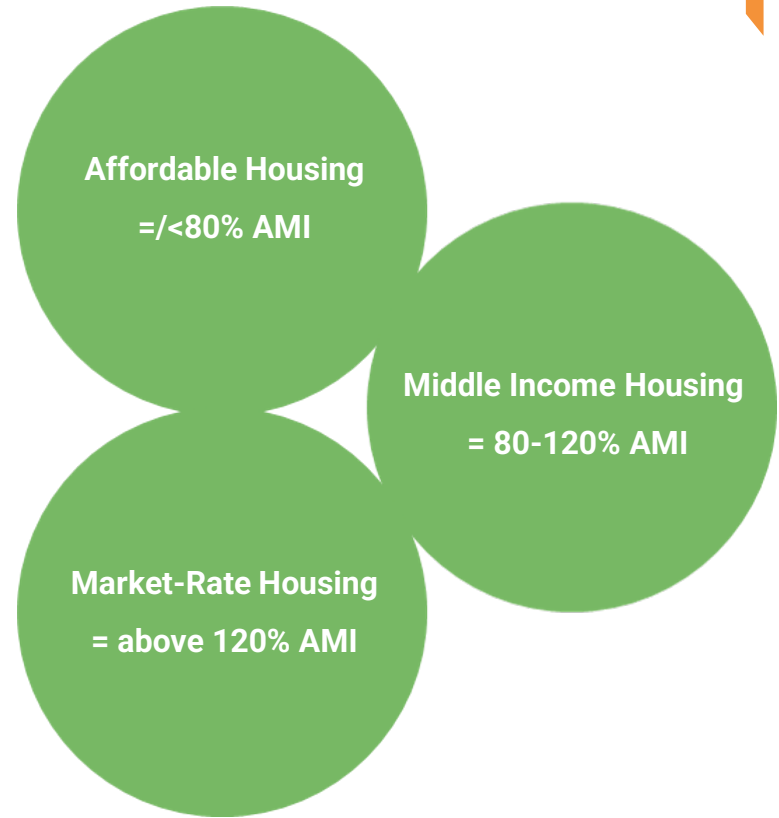 Affordable Housing
=/<80% AMI
Middle Income Housing
= 80-120% AMI
Market-Rate Housing
= above 120% AMI